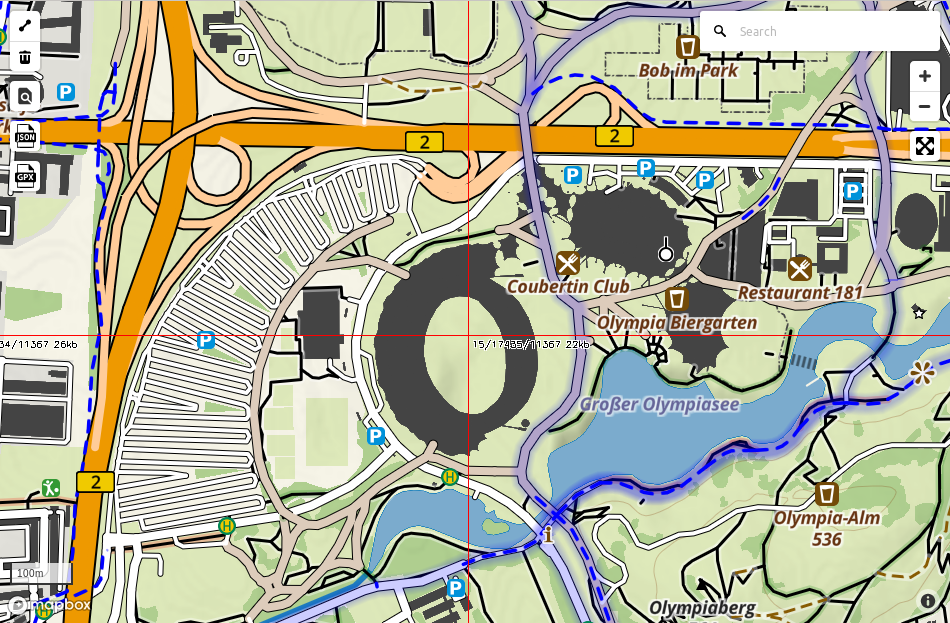 Search
P
Bob im Park
+
−
JSON
2
2
GPX
P
P
P
P
Coubertin Club
Restaurant 181
Olympia Biergarten
34/11367 26kb
15/17435/11367 22kb
P
Großer Olympiasee
P
H
2
H
Olympia-Alm
536
i
100m
P
mapbox
Olympiaberg
H
i